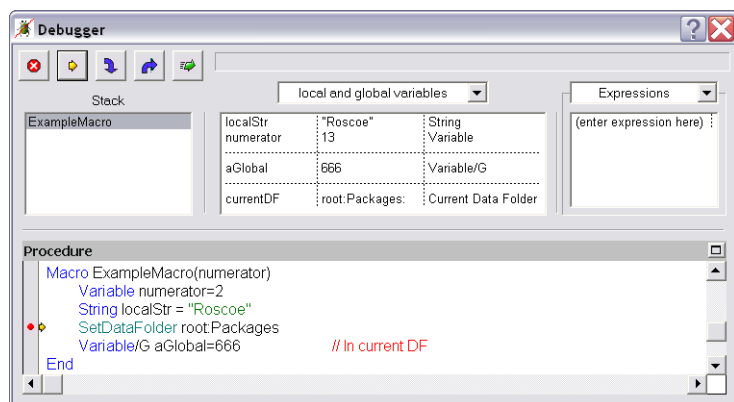 Debugger
local and global variables
Expressions
Stack
ExampleMacro
localStr "Roscoe" String
numerator 13 Variable
aGlobal 666 Variable/G
currentDF root:Packages: Current Data Folder
(enter expression here)
Procedure
Macro ExampleMacro(numerator)
Variable numerator=2
String localStr = "Roscoe"
SetDataFolder root:Packages
Variable/G aGlobal=666 // In current DF
End